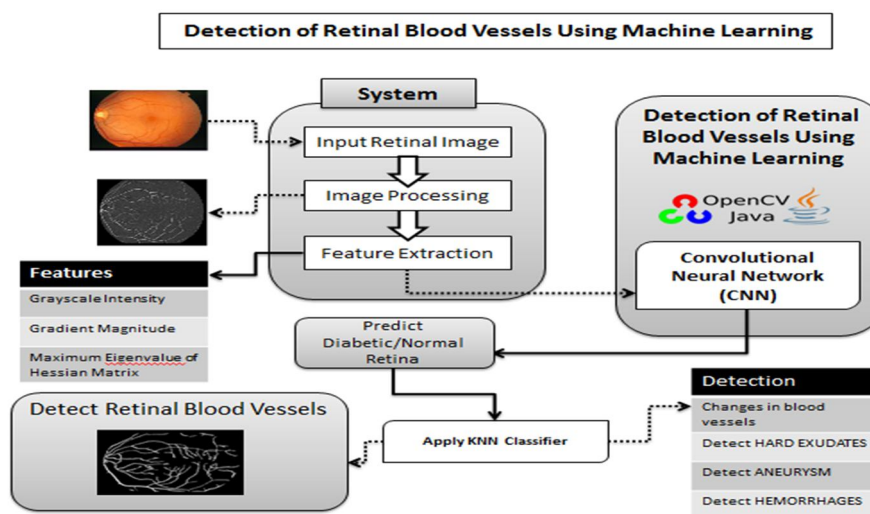 Detection of Retinal Blood Vessels Using Machine Learning
System
Input Retinal Image
Image Processing
Feature Extraction
Features
Grayscale Intensity
Gradient Magnitude
Maximum Eigenvalue of
Hessian Matrix
Detection of Retinal
Blood Vessels Using
Machine Learning
OpenCV
Java
Convolutional
Neural Network
(CNN)
Predict
Diabetic/Normal
Retina
Apply KNN Classifier
Detect Retinal Blood Vessels
Detection
Changes in blood
vessels
Detect HARD EXUDATES
Detect ANEURYSM
Detect HEMORRHAGES